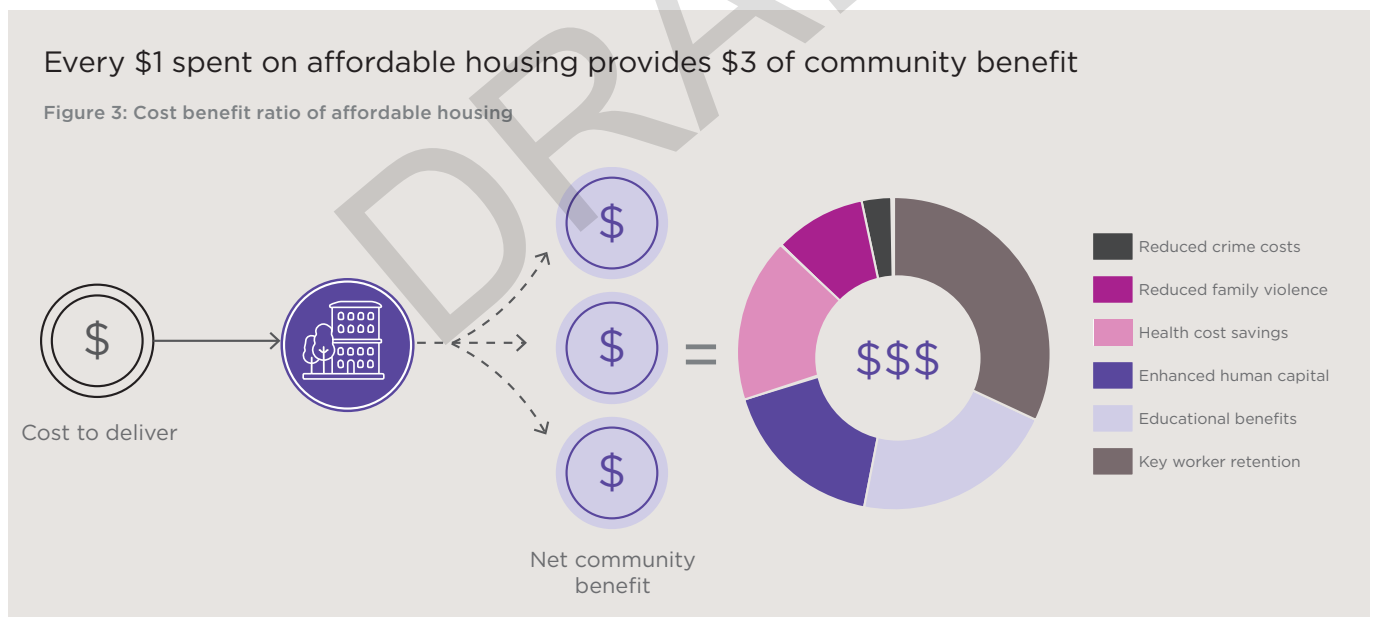 Every $1 spent on affordable housing provides $3 of community benefit
Figure 3: Cost benefit ratio of affordable housing
$
Cost to deliver
$
$
$
Net community
benefit
=
$$$
Reduced crime costs
Reduced family violence
Health cost savings
Enhanced human capital
Educational benefits
Key worker retention